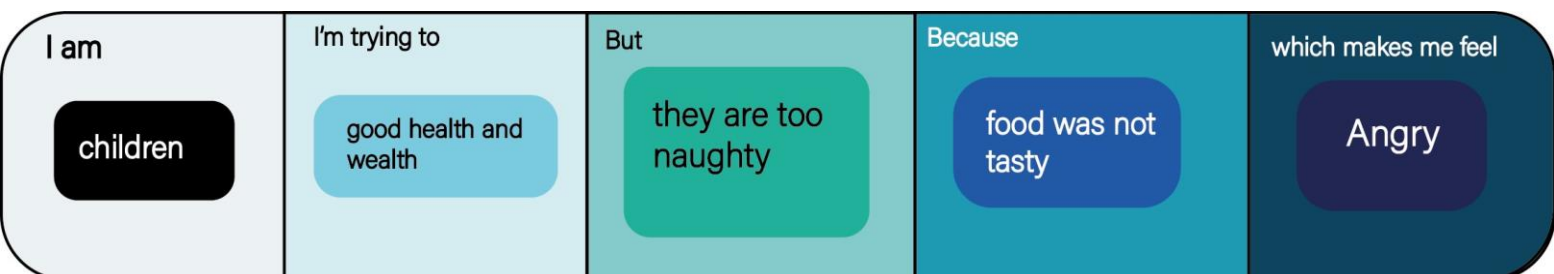 I am
children
I'm trying to
good health and
wealth
But
they are too
naughty
Because
food was not
tasty
which makes me feel
Angry